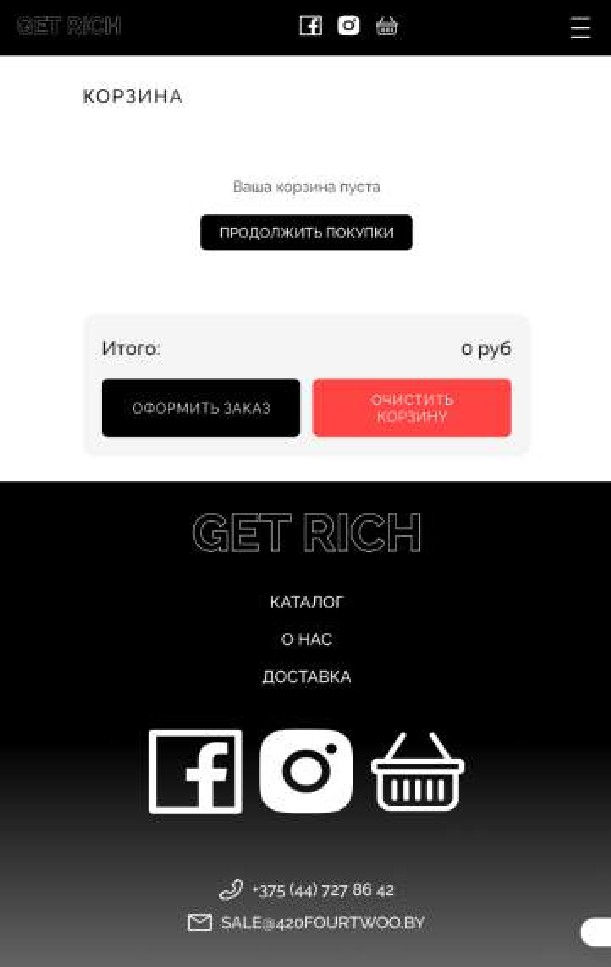 GET RICH
КОРЗИНА
Ваша корзина пуста
ПРОДОЛЖИТЬ ПОКУПКИ
Итого: 0 руб
ОФОРМИТЬ ЗАКАЗ
ОЧИСТИТЬ
КОРЗИНУ
GET RICH
КАТАЛОГ
О НАС
ДОСТАВКА
+375 (44) 727 86 42
SALE@420FOURTWOO.BY